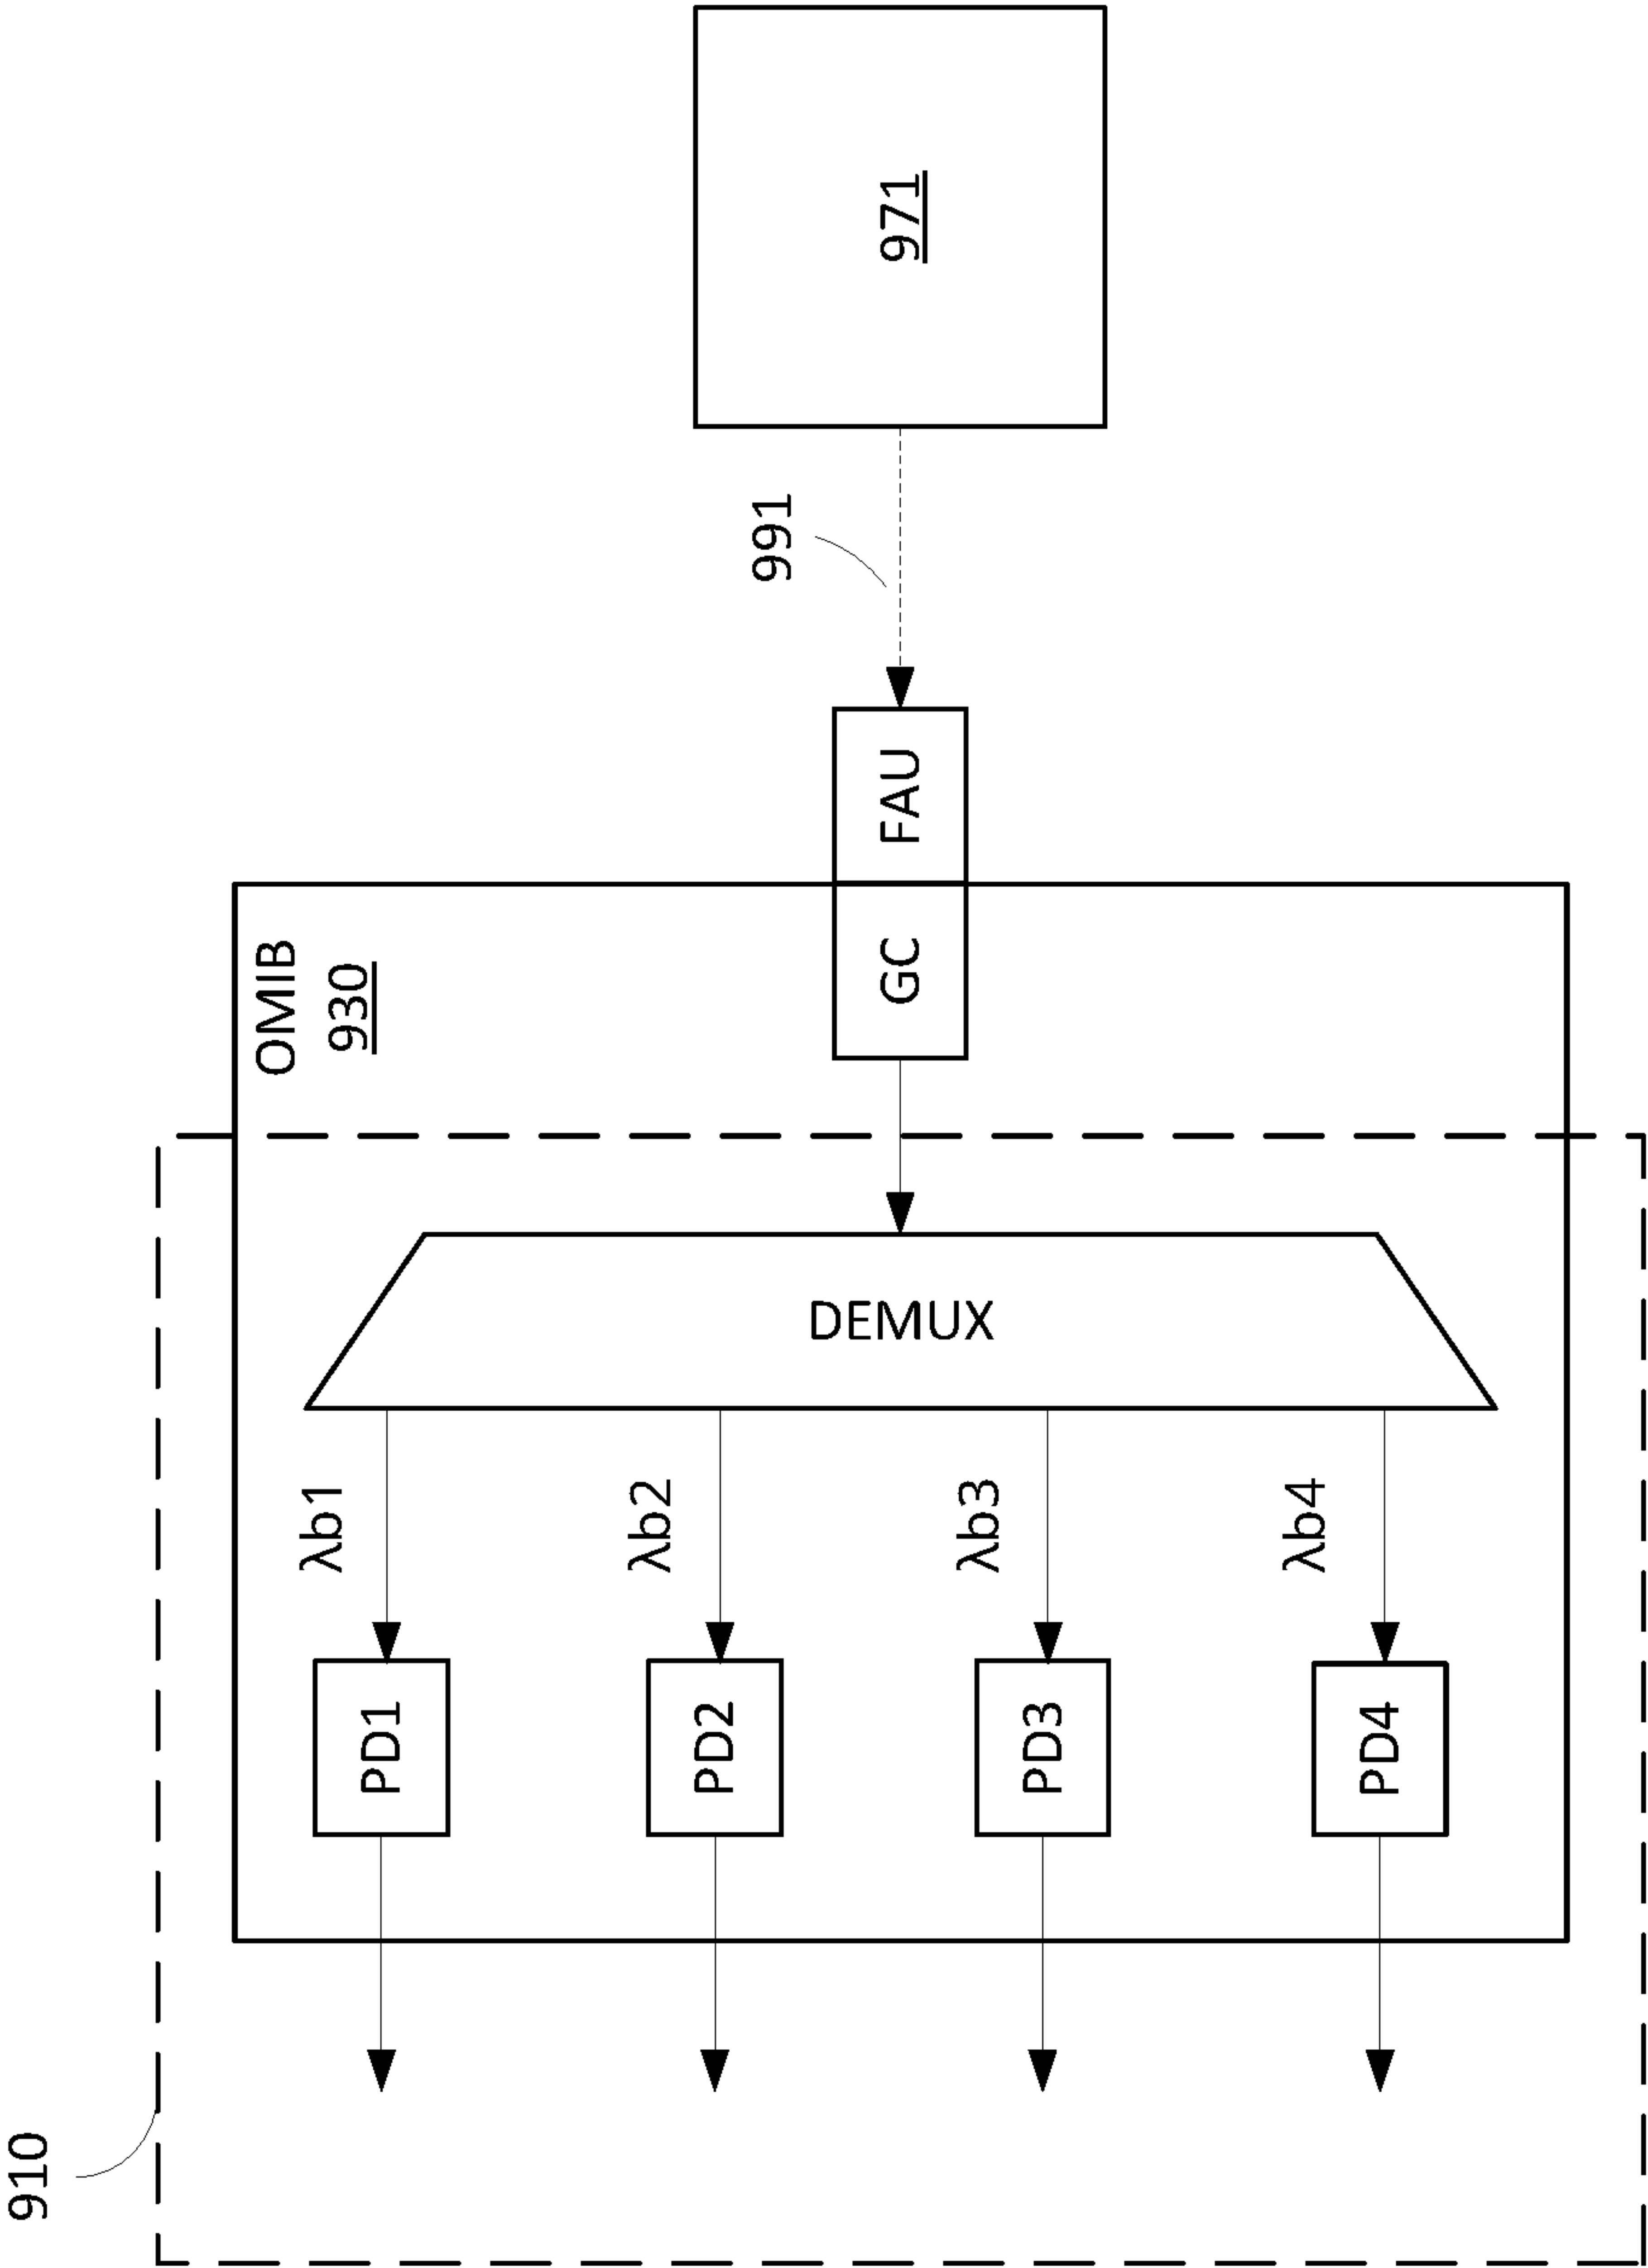 971
991
FAU
OMIB
930
GC
DEMUX
λb1
λb2
λb3
λb4
PD1
PD2
PD3
PD4
910